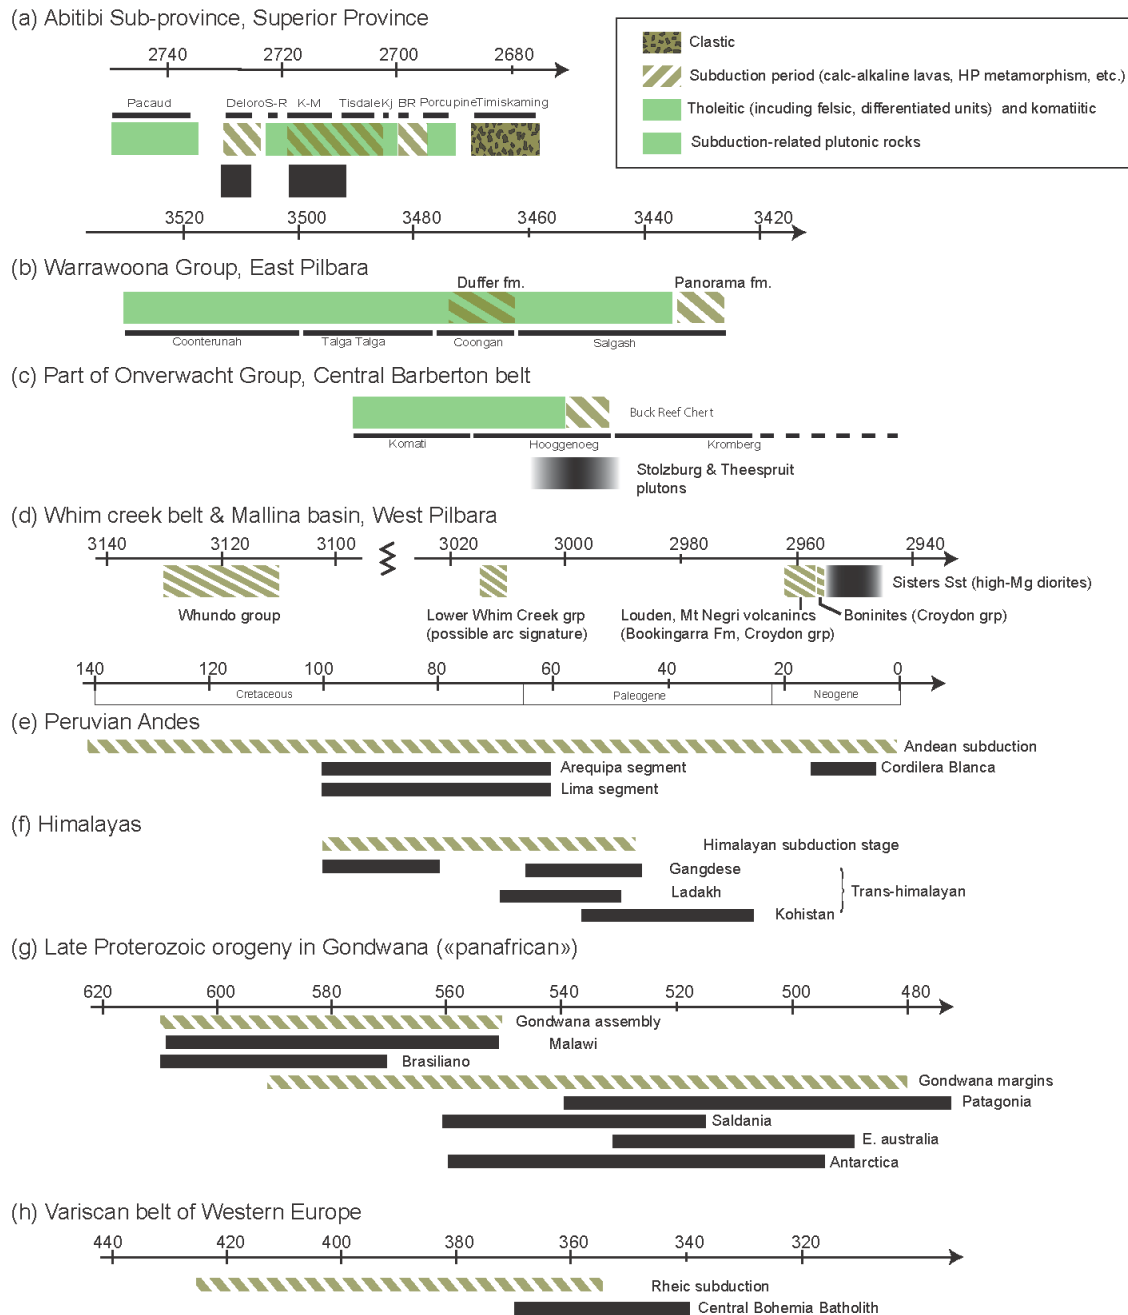 (a) Abitibi Sub-province, Superior Province
2740 2720 2700 2680
Pacaud Deloro S-R K-M Tisdale Kj BR Porcupine Timiskaming
Clastic
Subduction period (calc-alkaline lavas, HP metamorphism, etc.)
Tholeitic (incuding felsic, differentiated units) and komatiitic
Subduction-related plutonic rocks
3520 3500 3480 3460 3440 3420
(b) Warrawoona Group, East Pilbara
Duffer fm. Panorama fm.
Coonterunah Talga Talga Coongan Salgash
(c) Part of Onverwacht Group, Central Barberton belt
Buck Reef Chert
Komati Hooggenoeg Kromberg
Stolzburg & Theespruit
plutons
(d) Whim creek belt & Mallina basin, West Pilbara
3140 3120 3100 3020 3000 2980 2960 2940
Sisters Sst (high-Mg diorites)
Whundo group
Lower Whim Creek grp
(possible arc signature)
Louden, Mt Negri volcanincs
(Bookingarra Fm, Croydon grp)
Boninites (Croydon grp)
140 120 100 80 60 40 20 0
Cretaceous Paleogene Neogene
(e) Peruvian Andes
Andean subduction
Arequipa segment Cordilera Blanca
Lima segment
(f) Himalayas
Himalayan subduction stage
Gangdese
Ladakh Trans-himalayan
Kohistan
(g) Late Proterozoic orogeny in Gondwana («panafrican»)
620 600 580 560 540 520 500 480
Gondwana assembly
Malawi
Brasiliano
Gondwana margins
Patagonia
Saldania
E. australia
Antarctica
(h) Variscan belt of Western Europe
440 420 400 380 360 340 320
Rheic subduction
Central Bohemia Batholith